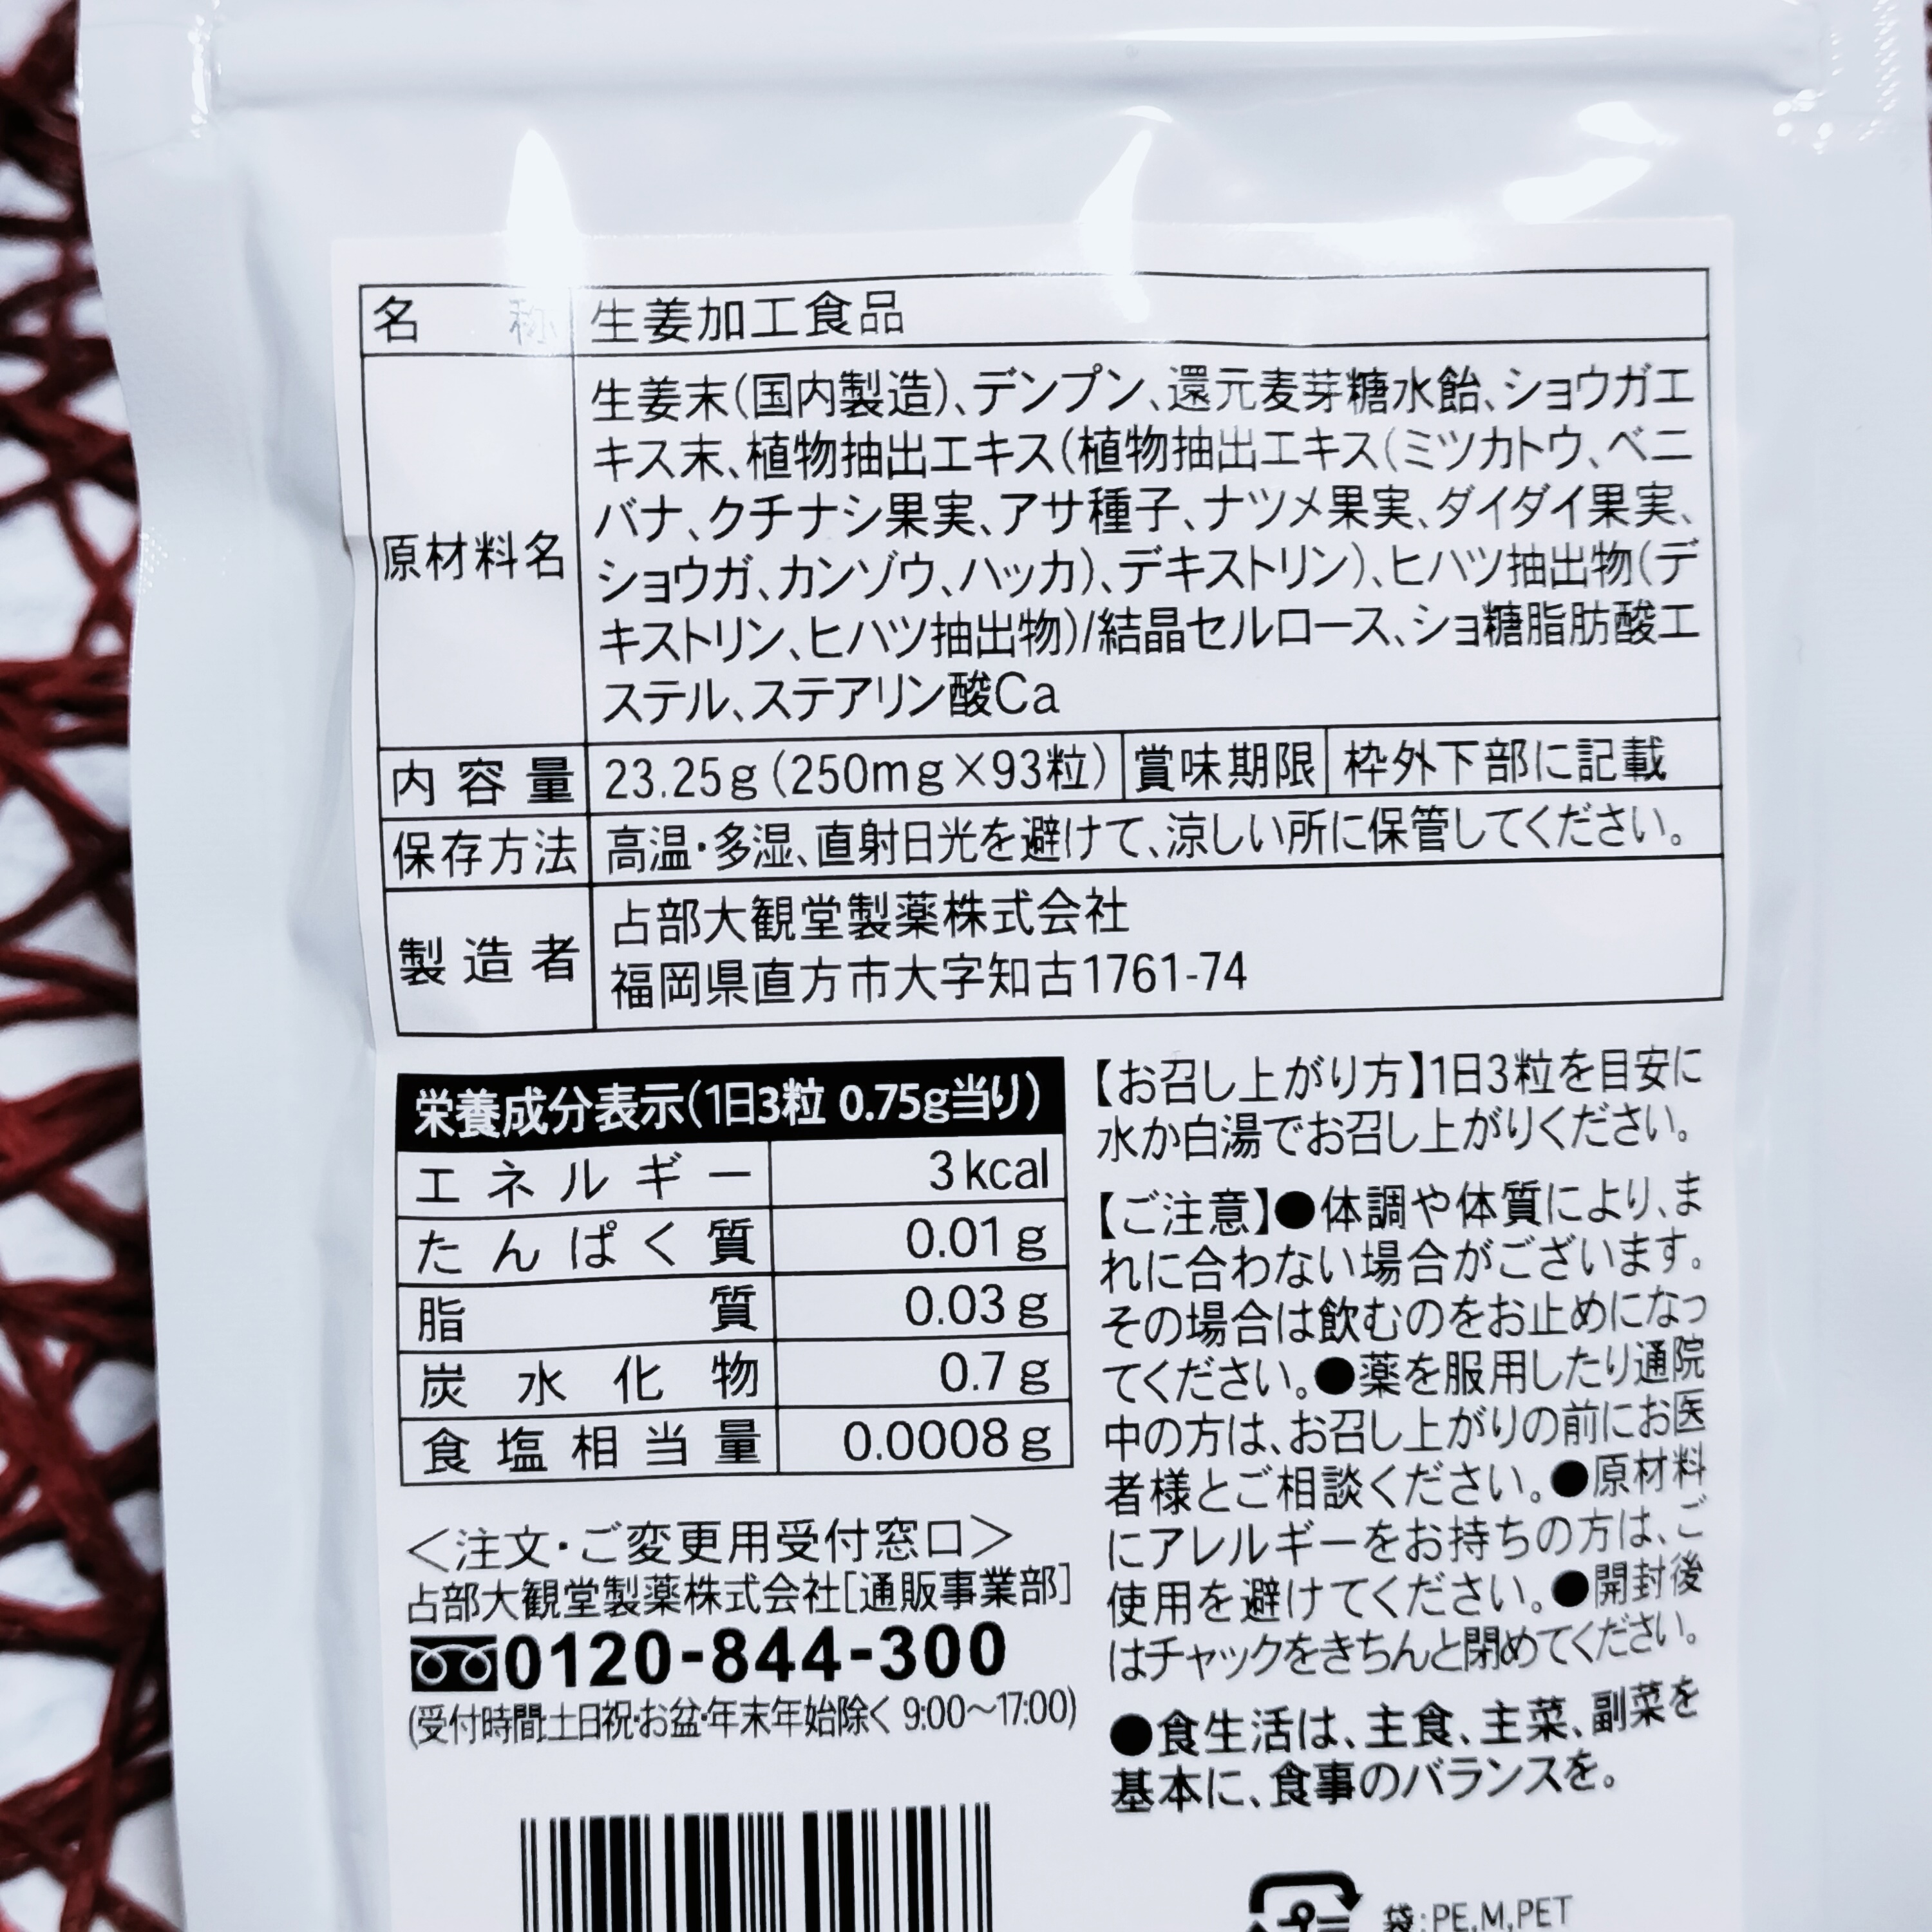 名称 生姜加工食品
原材料名
生姜末(国内製造)、デンプン、還元麦芽糖水飴、ショウガエ
キス末、植物抽出エキス(植物抽出エキス(ミツカトウ、ベニ
バナ、クチナシ果実、アサ種子、ナツメ果実、ダイダイ果実、
ショウガ、カンゾウ、ハッカ)、デキストリン)、ヒハツ抽出物(デ
キストリン、ヒハツ抽出物)/結晶セルロース、ショ糖脂肪酸エ
ステル、ステアリン酸Ca
内容量 23.25g(250mg×93粒) 賞味期限 枠外下部に記載
保存方法 高温・多湿、直射日光を避けて、涼しい所に保管してください。
製造者
占部大観堂製薬株式会社
福岡県直方市大字知古1761-74
栄養成分表示(1日3粒 0.75g当り)
エネルギー 3kcal
たんぱく質 0.01g
脂質 0.03g
炭水化物 0.7g
食塩相当量 0.0008g
<注文・ご変更用受付窓口>
占部大観堂製薬株式会社[通販事業部]
0120-844-300
(受付時間:土日祝・お盆・年末年始除く 9:00~17:00)
【お召し上がり方】1日3粒を目安に
水か白湯でお召し上がりください。
【ご注意】●体調や体質により、ま
れに合わない場合がございます。
その場合は飲むのをお止めになっ
てください。●薬を服用したり通院
中の方は、お召し上がりの前にお医
者様とご相談ください。●原材料
にアレルギーをお持ちの方は、ご
使用を避けてください。●開封後
はチャックをきちんと閉めてください。
●食生活は、主食、主菜、副菜を
基本に、食事のバランスを。
袋:PE,M,PET